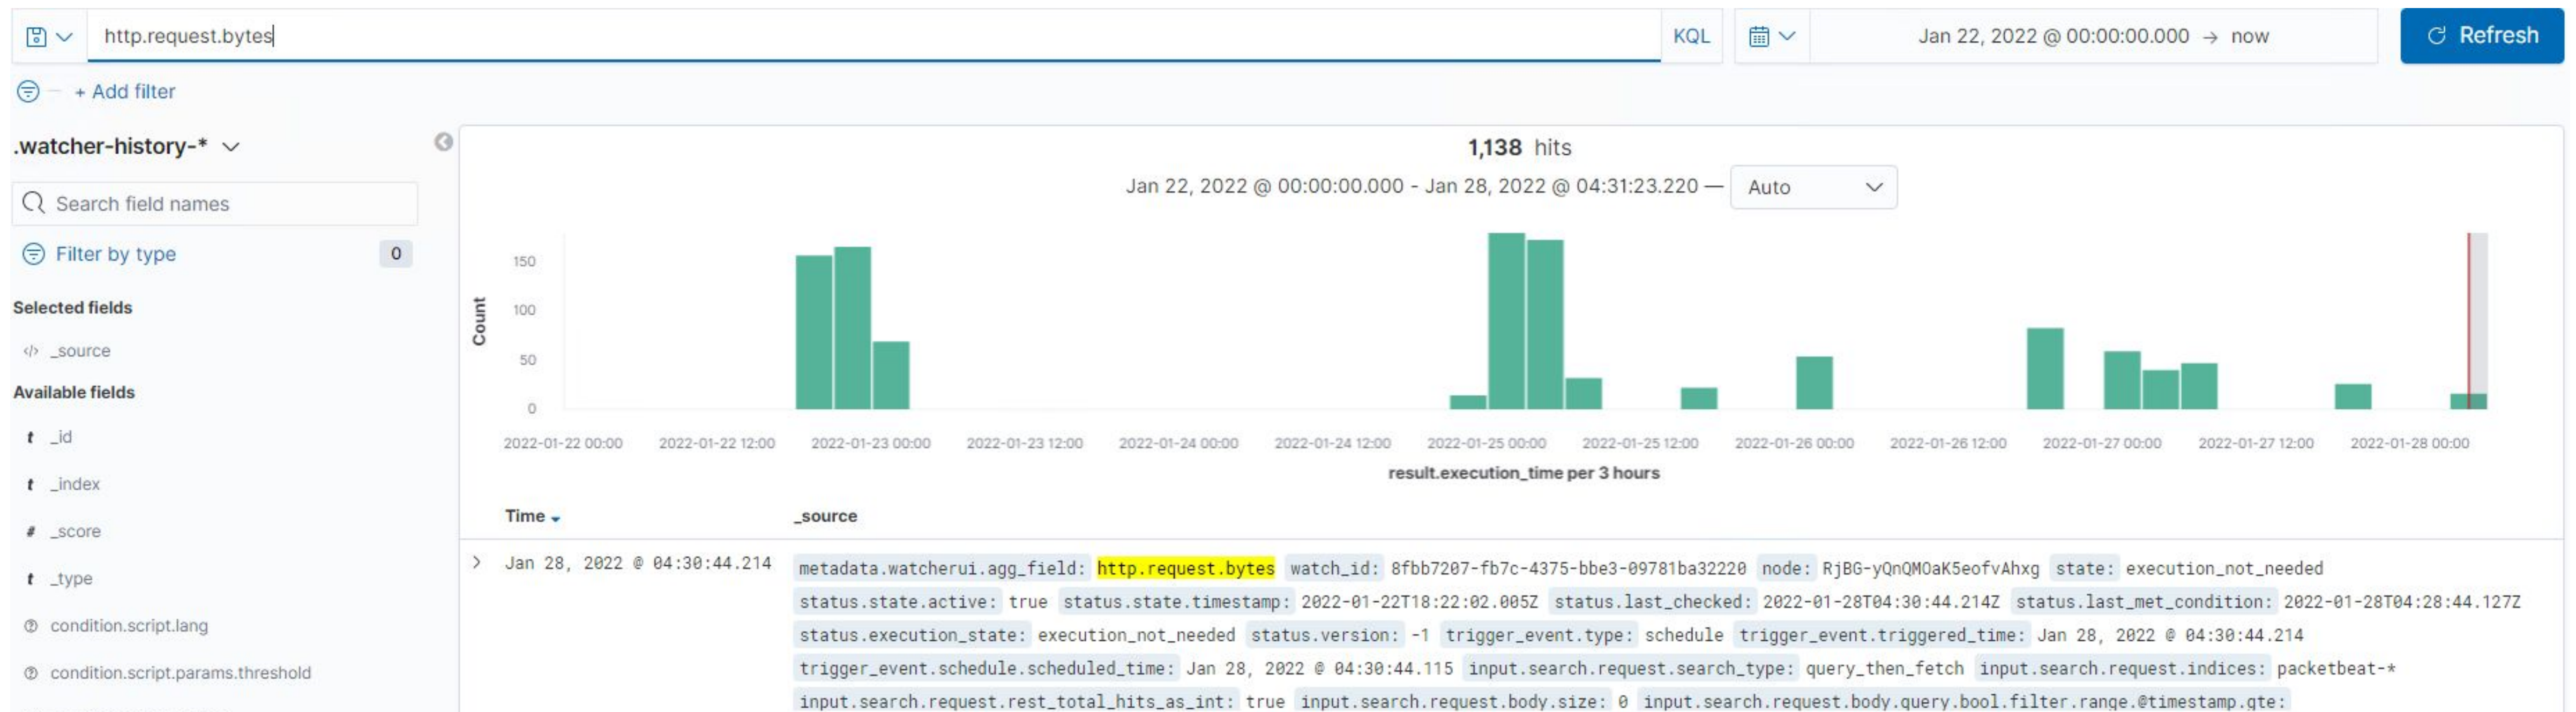 http.request.bytes KQL Jan 22, 2022 @ 00:00:00.000 → now Refresh
+ Add filter
.watcher-history-*
Search field names
Filter by type 0
Selected fields
</> _source
Available fields
t _id
t _index
# _score
t _type
condition.script.lang
condition.script.params.threshold
1,138 hits
Jan 22, 2022 @ 00:00:00.000 - Jan 28, 2022 @ 04:31:23.220 — Auto
Count
150
100
50
0
2022-01-22 00:00 2022-01-22 12:00 2022-01-23 00:00 2022-01-23 12:00 2022-01-24 00:00 2022-01-24 12:00 2022-01-25 00:00 2022-01-25 12:00 2022-01-26 00:00 2022-01-26 12:00 2022-01-27 00:00 2022-01-27 12:00 2022-01-28 00:00
result.execution_time per 3 hours
Time _source
Jan 28, 2022 @ 04:30:44.214 metadata.watcherui.agg_field: http.request.bytes watch_id: 8fbb7207-fb7c-4375-bbe3-09781ba32220 node: RjBG-yQnQMOaK5eofvAhxg state: execution_not_needed
status.state.active: true status.state.timestamp: 2022-01-22T18:22:02.005Z status.last_checked: 2022-01-28T04:30:44.214Z status.last_met_condition: 2022-01-28T04:28:44.127Z
status.execution_state: execution_not_needed status.version: -1 trigger_event.type: schedule trigger_event.triggered_time: Jan 28, 2022 @ 04:30:44.214
trigger_event.schedule.scheduled_time: Jan 28, 2022 @ 04:30:44.115 input.search.request.search_type: query_then_fetch input.search.request.indices: packetbeat-*
input.search.request.rest_total_hits_as_int: true input.search.request.body.size: 0 input.search.request.body.query.bool.filter.range.@timestamp.gte: